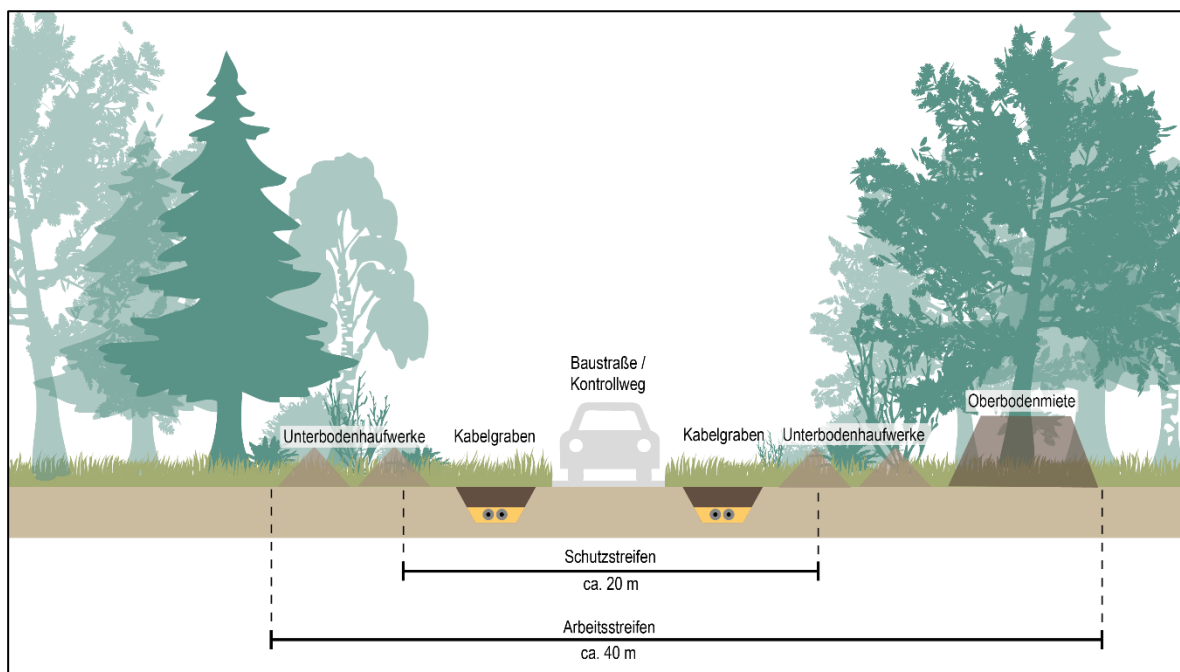 Baustraße /
Kontrollweg
Oberbodenmiete
Unterbodenhaufwerke
Kabelgraben
Kabelgraben
Unterbodenhaufwerke
Schutzstreifen
ca. 20 m
Arbeitsstreifen
ca. 40 m